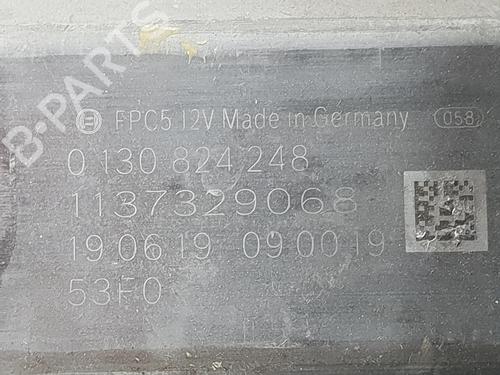 FPC5 12V Made in Germany 058
0 130 824 248
1137329068
190619 090019
53F0
B-PARTS